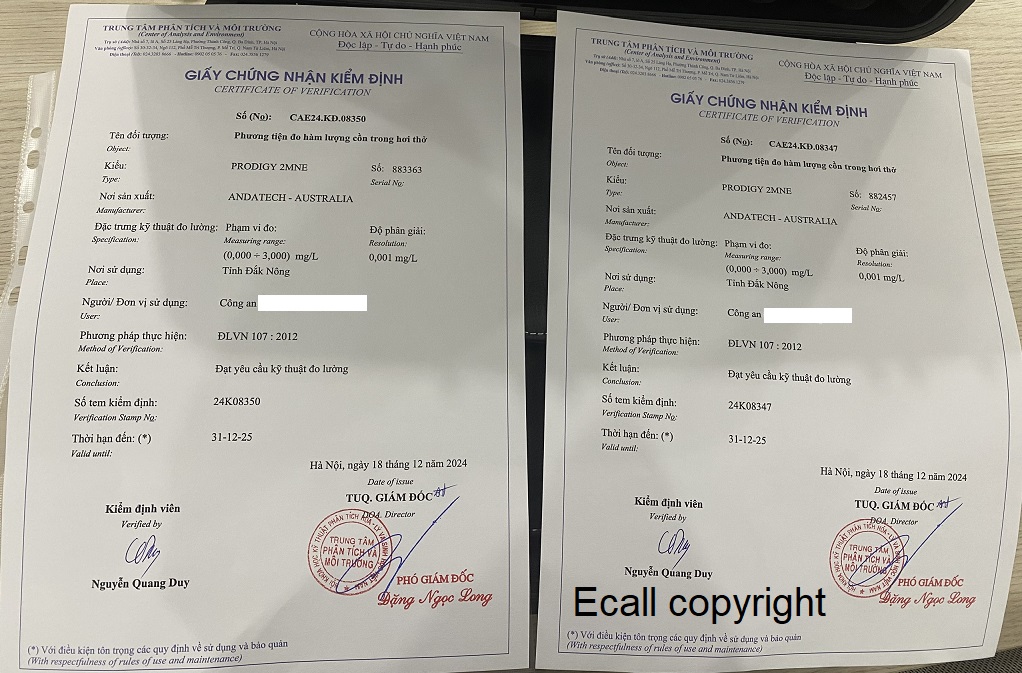 TRUNG TÂM PHÂN TÍCH VÀ MÔI TRƯỜNG
(Center of Analysis and Environment)
CỘNG HÒA XÃ HỘI CHỦ NGHĨA VIỆT NAM
Độc lập - Tự do - Hạnh phúc
GIẤY CHỨNG NHẬN KIỂM ĐỊNH
CERTIFICATE OF VERIFICATION
Số (No): CAE24.KĐ.08350
Tên đối tượng: Phương tiện đo hàm lượng cồn trong hơi thở
Object:
Kiểu: PRODIGY 2MNE Số: 883363
Type: Serial No:
Nơi sản xuất: ANDATECH - AUSTRALIA
Manufacturer:
Đặc trưng kỹ thuật đo lường: Phạm vi đo: Độ phân giải:
Specification: Measuring range: Resolution:
(0,000 ÷ 3,000) mg/L 0,001 mg/L
Nơi sử dụng: Tỉnh Đắk Nông
Place:
Người/ Đơn vị sử dụng: Công an
User:
Phương pháp thực hiện: ĐLVN 107 : 2012
Method of Verification:
Kết luận: Đạt yêu cầu kỹ thuật đo lường
Conclusion:
Số tem kiểm định: 24K08350
Verification Stamp No:
Thời hạn đến: (*) 31-12-25
Valid until:
Hà Nội, ngày 18 tháng 12 năm 2024
Date of issue
Kiểm định viên TUQ. GIÁM ĐỐC
Verified by DOA. Director
TRUNG TÂM
PHÂN TÍCH VÀ
MÔI TRƯỜNG
Nguyễn Quang Duy PHÓ GIÁM ĐỐC
Đặng Ngọc Long
(*) Với điều kiện tôn trọng các quy định về sử dụng và bảo quản
(With respectfulness of rules of use and maintenance)
TRUNG TÂM PHÂN TÍCH VÀ MÔI TRƯỜNG
(Center of Analysis and Environment)
CỘNG HÒA XÃ HỘI CHỦ NGHĨA VIỆT NAM
Độc lập - Tự do - Hạnh phúc
GIẤY CHỨNG NHẬN KIỂM ĐỊNH
CERTIFICATE OF VERIFICATION
Số (No): CAE24.KĐ.08347
Tên đối tượng: Phương tiện đo hàm lượng cồn trong hơi thở
Object:
Kiểu: PRODIGY 2MNE Số: 882457
Type: Serial No:
Nơi sản xuất: ANDATECH - AUSTRALIA
Manufacturer:
Đặc trưng kỹ thuật đo lường: Phạm vi đo: Độ phân giải:
Specification: Measuring range: Resolution:
(0,000 ÷ 3,000) mg/L 0,001 mg/L
Nơi sử dụng: Tỉnh Đắk Nông
Place:
Người/ Đơn vị sử dụng: Công an
User:
Phương pháp thực hiện: ĐLVN 107 : 2012
Method of Verification:
Kết luận: Đạt yêu cầu kỹ thuật đo lường
Conclusion:
Số tem kiểm định: 24K08347
Verification Stamp No:
Thời hạn đến: (*) 31-12-25
Valid until:
Hà Nội, ngày 18 tháng 12 năm 2024
Date of issue
Kiểm định viên TUQ. GIÁM ĐỐC
Verified by DOA. Director
TRUNG TÂM
PHÂN TÍCH VÀ
MÔI TRƯỜNG
Nguyễn Quang Duy PHÓ GIÁM ĐỐC
Đặng Ngọc Long
Ecall copyright
(*) Với điều kiện tôn trọng các quy định về sử dụng và bảo quản
(With respectfulness of rules of use and maintenance)